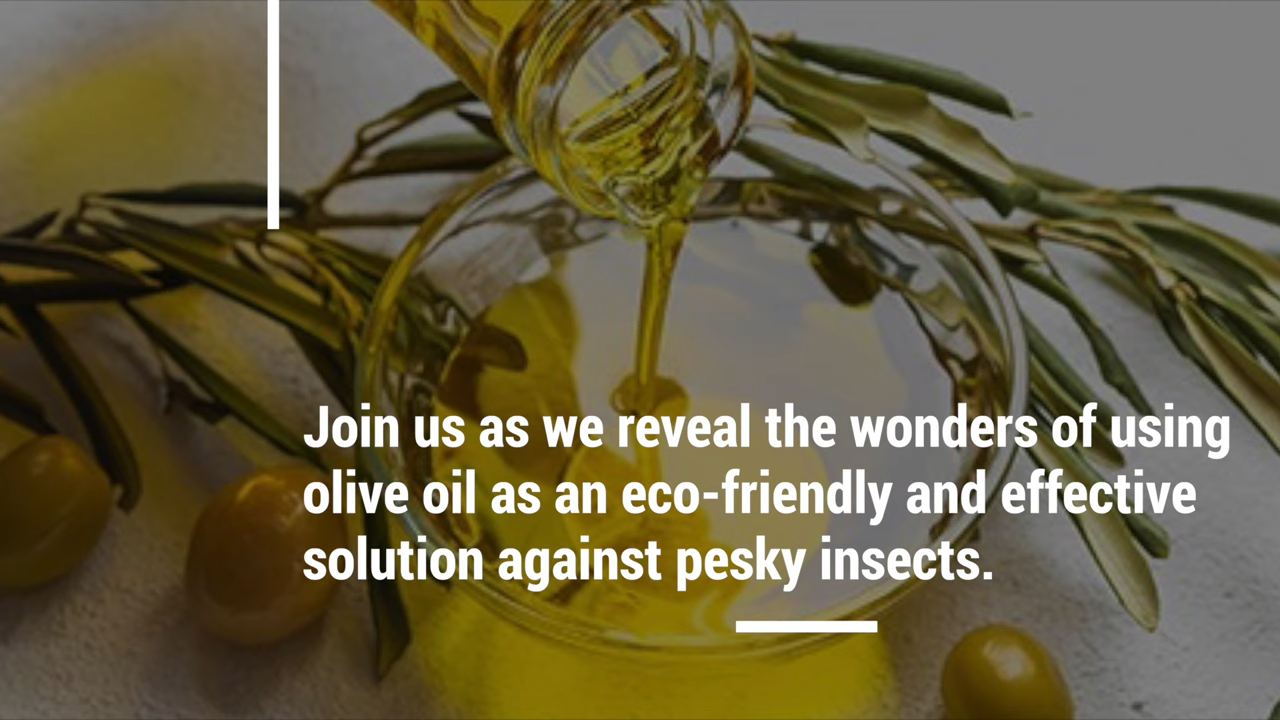 Join us as we reveal the wonders of using
olive oil as an eco-friendly and effective
solution against pesky insects.